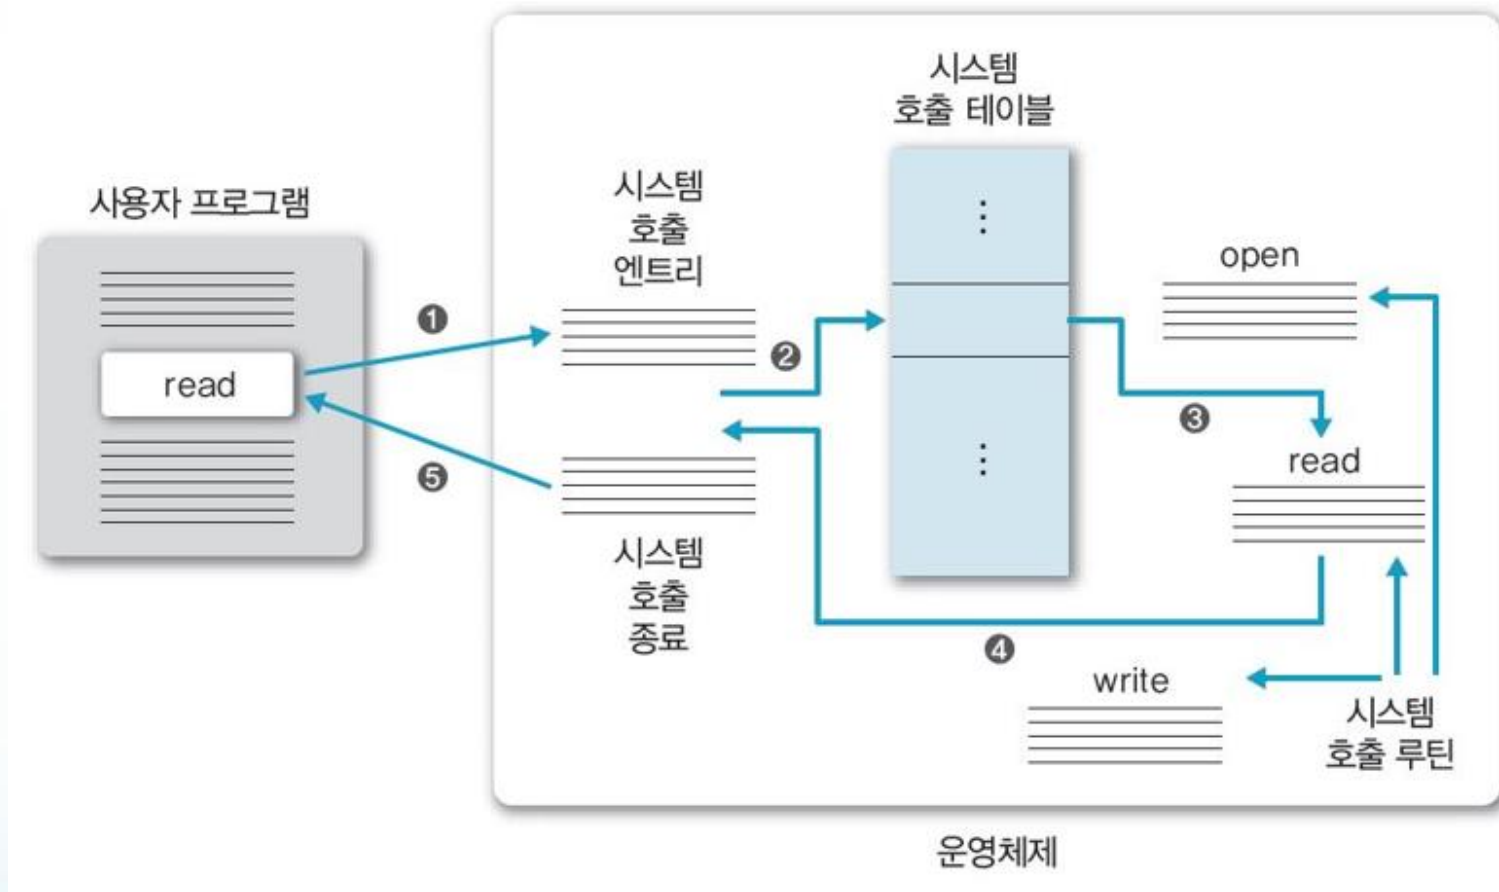 시스템
호출 테이블
사용자 프로그램
시스템
호출
엔트리
⋮
open
❶
❷
read
❸
read
⋮
❺
시스템
호출
종료
❹
write
시스템
호출 루틴
운영체제